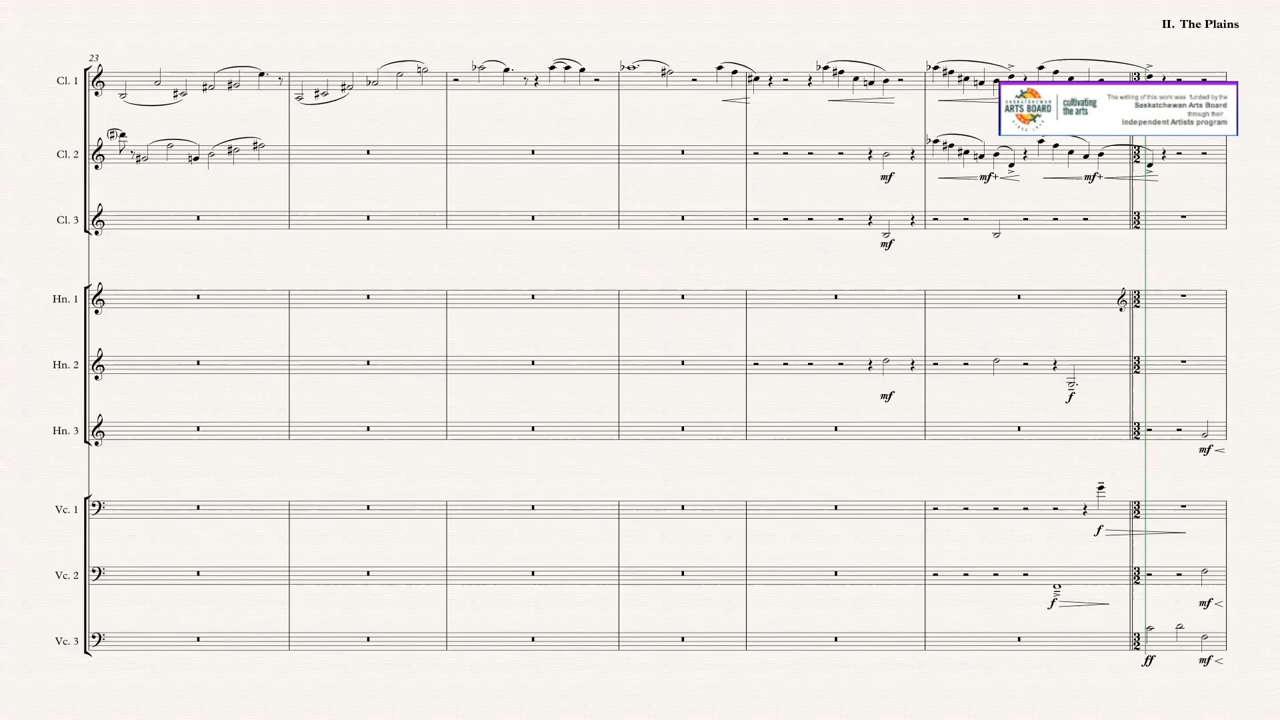 II. The Plains
23
Cl. 1
SASKATCHEWAN
ARTS BOARD
cultivating
the arts
The writing of this work was funded by the
Saskatchewan Arts Board
through their
Independent Artists program
Cl. 2
mf
mf+
mf+
Cl. 3
mf
Hn. 1
Hn. 2
mf
f
Hn. 3
mf
Vc. 1
f
Vc. 2
f
mf
Vc. 3
ff
mf